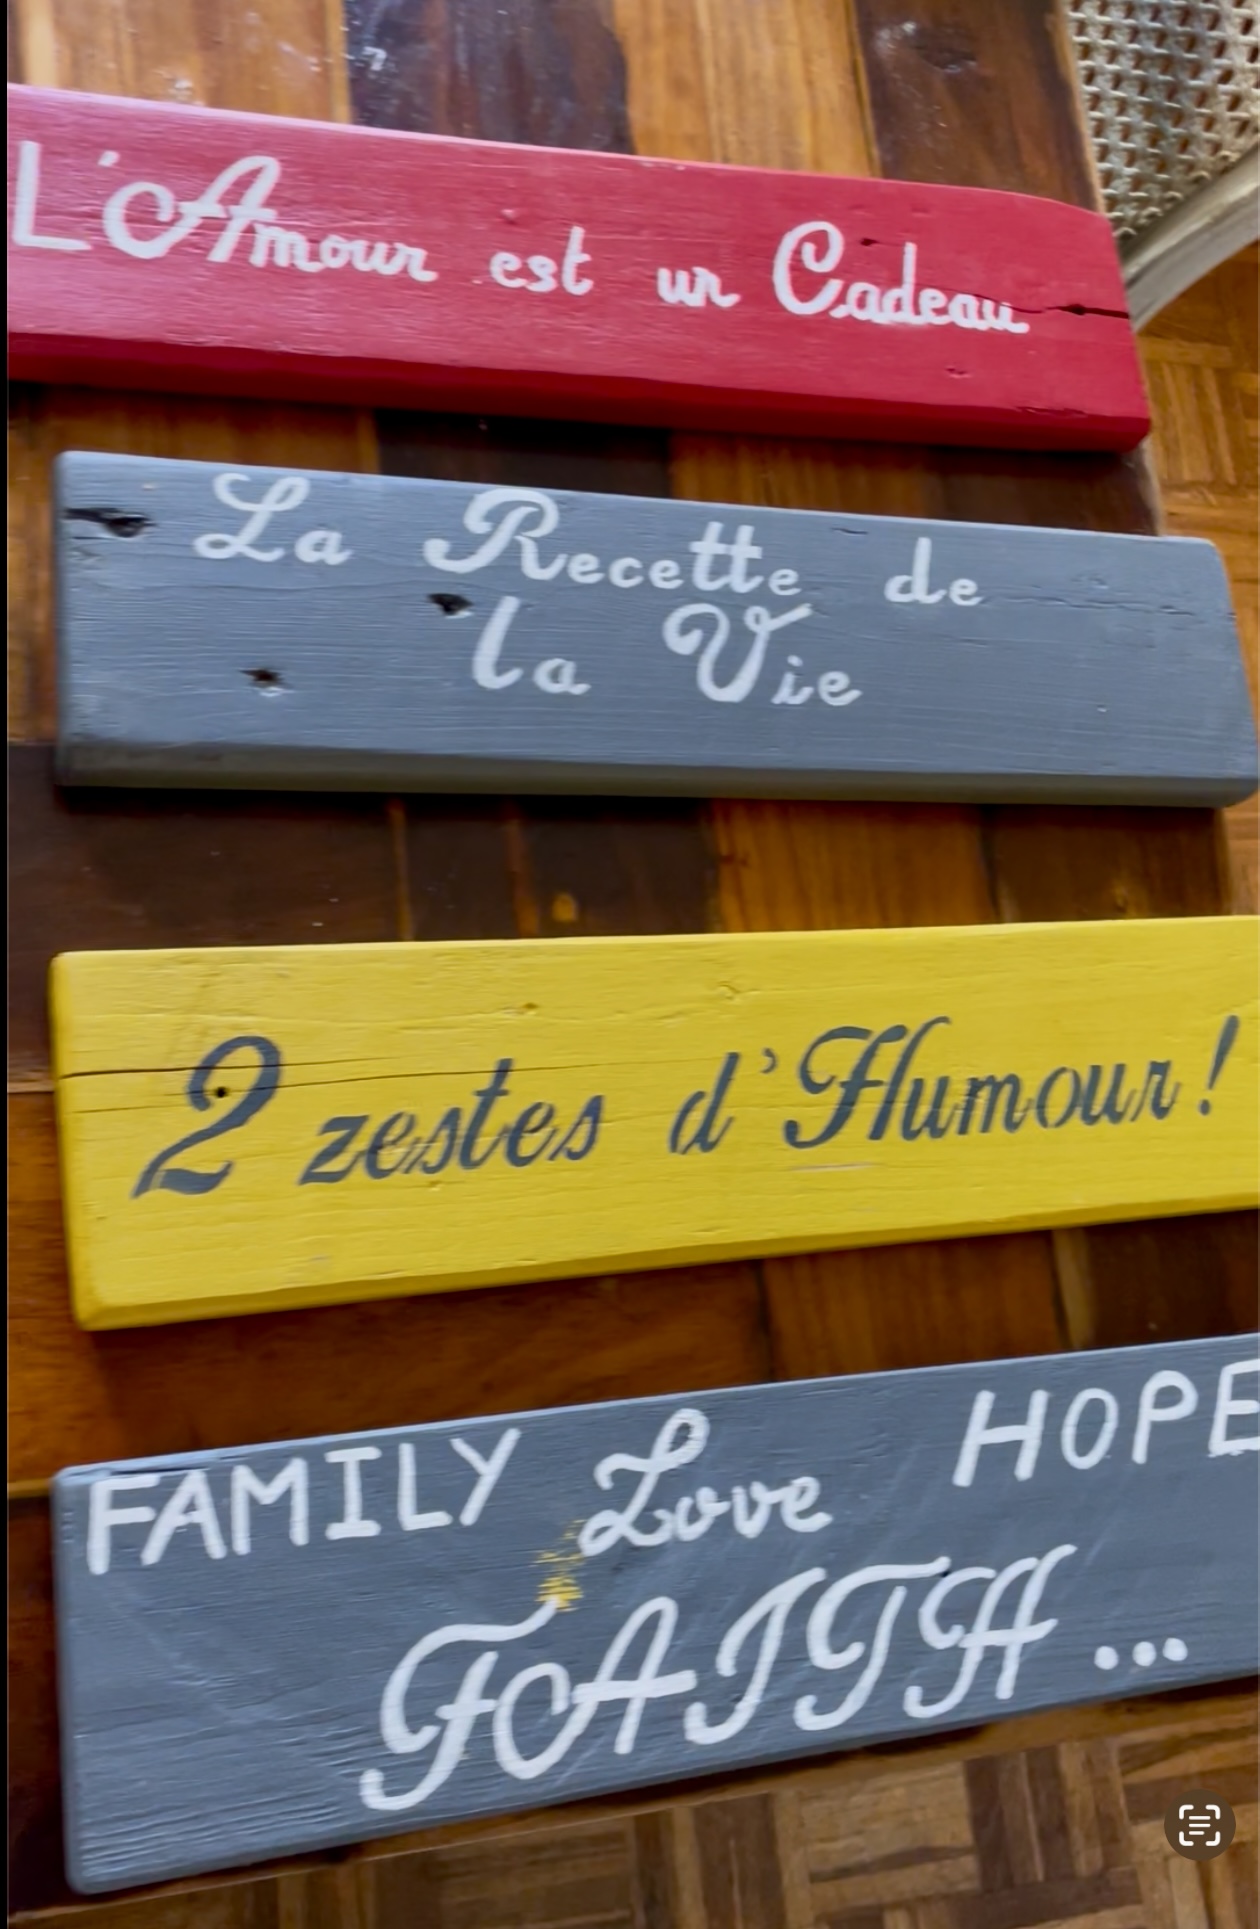 L'Amour est un Cadeau
La Recette de
la Vie
2 zestes d'Humour!
FAMILY Love HOPE
FAITH...